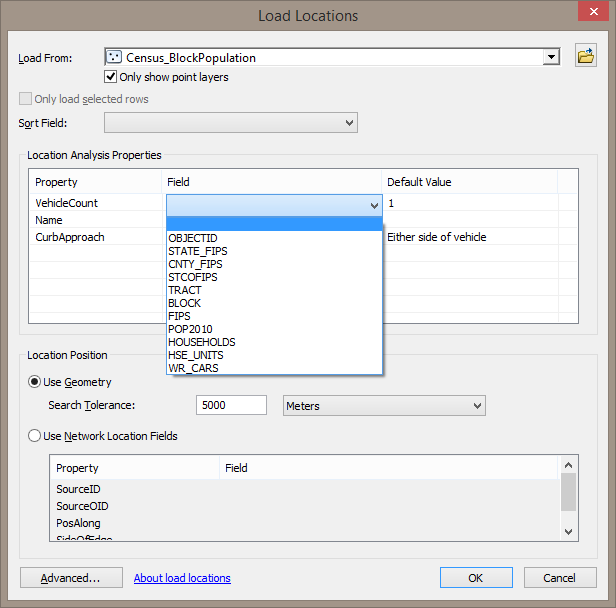 Load Locations
Load From: Census_BlockPopulation
Only show point layers
Only load selected rows
Sort Field:
Location Analysis Properties
Property Field Default Value
VehicleCount 1
Name
CurbApproach Either side of vehicle
OBJECTID
STATE_FIPS
CNTY_FIPS
STCOFIPS
TRACT
BLOCK
FIPS
POP2010
HOUSEHOLDS
HSE_UNITS
WR_CARS
Location Position
Use Geometry
Search Tolerance: 5000 Meters
Use Network Location Fields
Property Field
SourceID
SourceOID
PosAlong
SideOfEdge
Advanced... About load locations OK Cancel